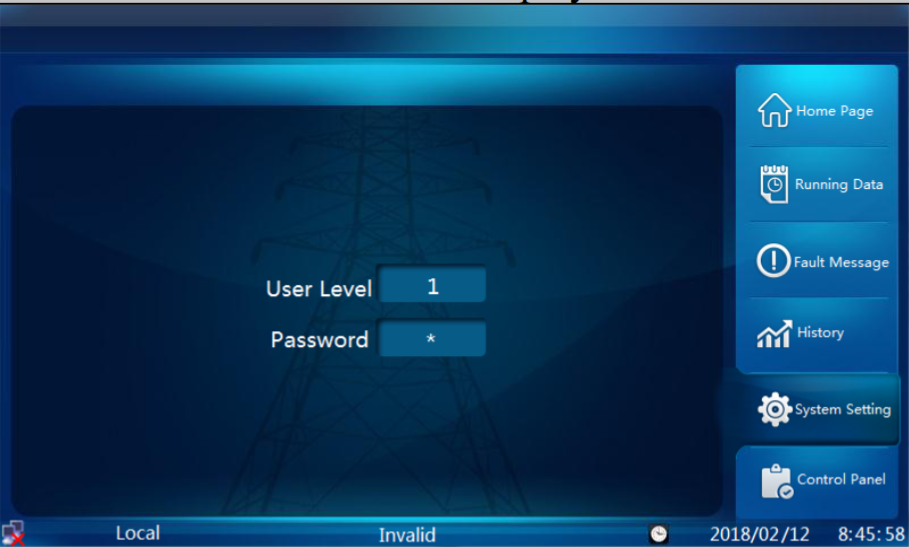 Home Page
Running Data
Fault Message
User Level 1
Password *
History
System Setting
Control Panel
Local Invalid 2018/02/12 8:45:58